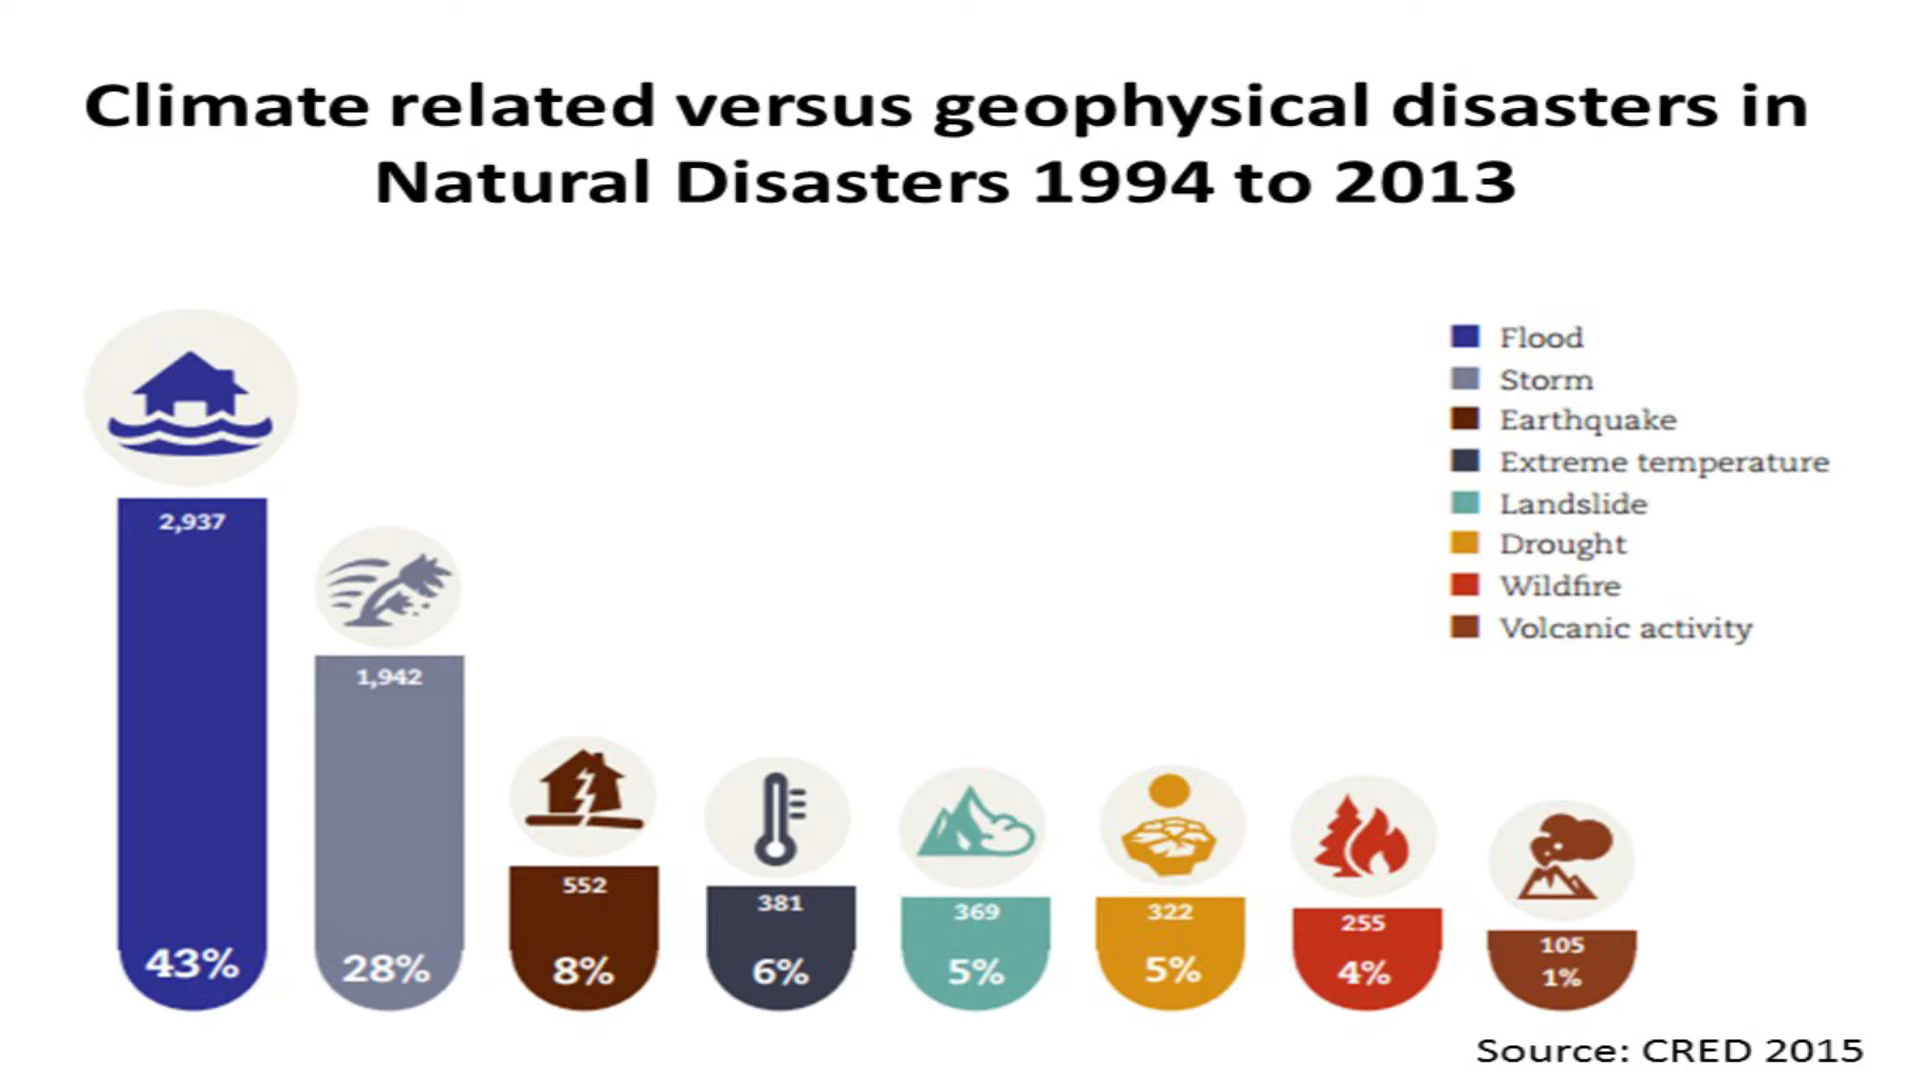 Climate related versus geophysical disasters in
Natural Disasters 1994 to 2013
Flood
Storm
Earthquake
Extreme temperature
Landslide
Drought
Wildfire
Volcanic activity
2,937
43%
1,942
28%
552
8%
381
6%
369
5%
322
5%
255
4%
105
1%
Source: CRED 2015